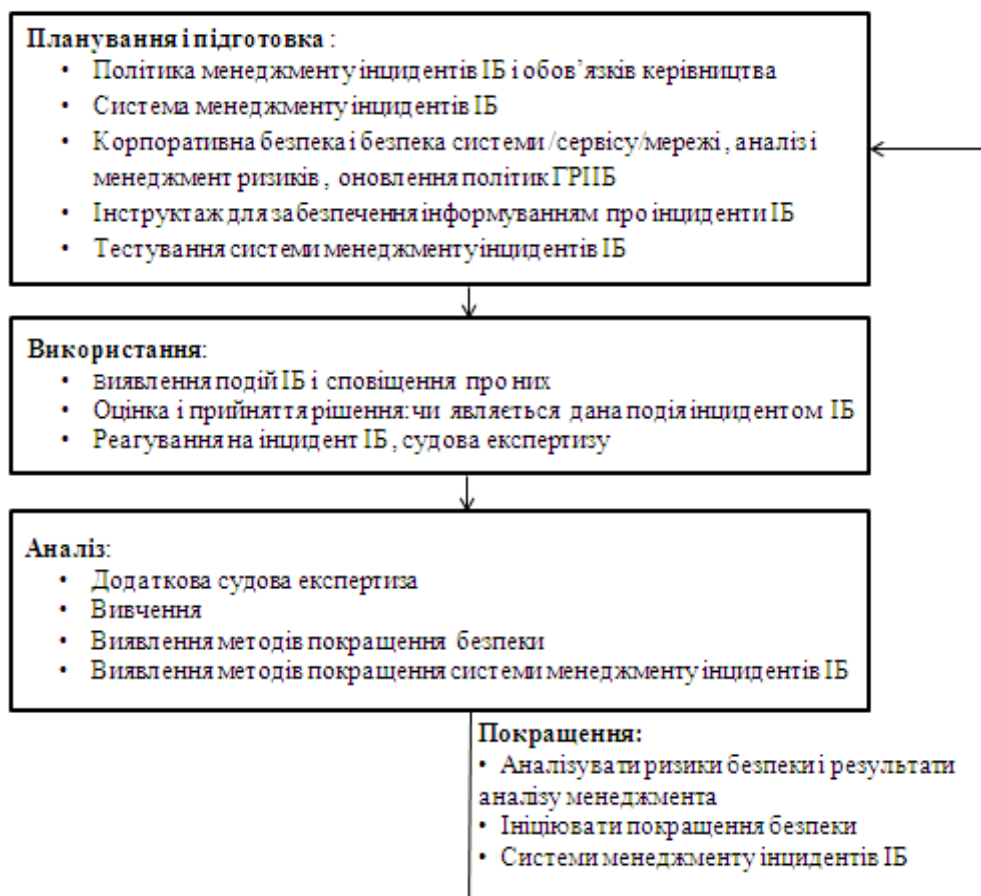 Планування і підготовка :
• Політика менеджменту інцидентів ІБ і обов’язків керівництва
• Система менеджменту інцидентів ІБ
• Корпоративна безпека і безпека системи /сервісу/мережі , аналіз і
менеджмент ризиків , оновлення політик ГРІІБ
• Інструктаж для забезпечення інформуванням про інциденти ІБ
• Тестування системи менеджменту інцидентів ІБ
Використання:
• Виявлення подій ІБ і сповіщення про них
• Оцінка і прийняття рішення: чи являється дана подія інцидентом ІБ
• Реагування на інцидент ІБ , судова експертизу
Аналіз:
• Додаткова судова експертиза
• Вивчення
• Виявлення методів покращення безпеки
• Виявлення методів покращення системи менеджменту інцидентів ІБ
Покращення:
• Аналізувати ризики безпеки і результати
аналізу менеджмента
• Ініціювати покращення безпеки
• Системи менеджменту інцидентів ІБ